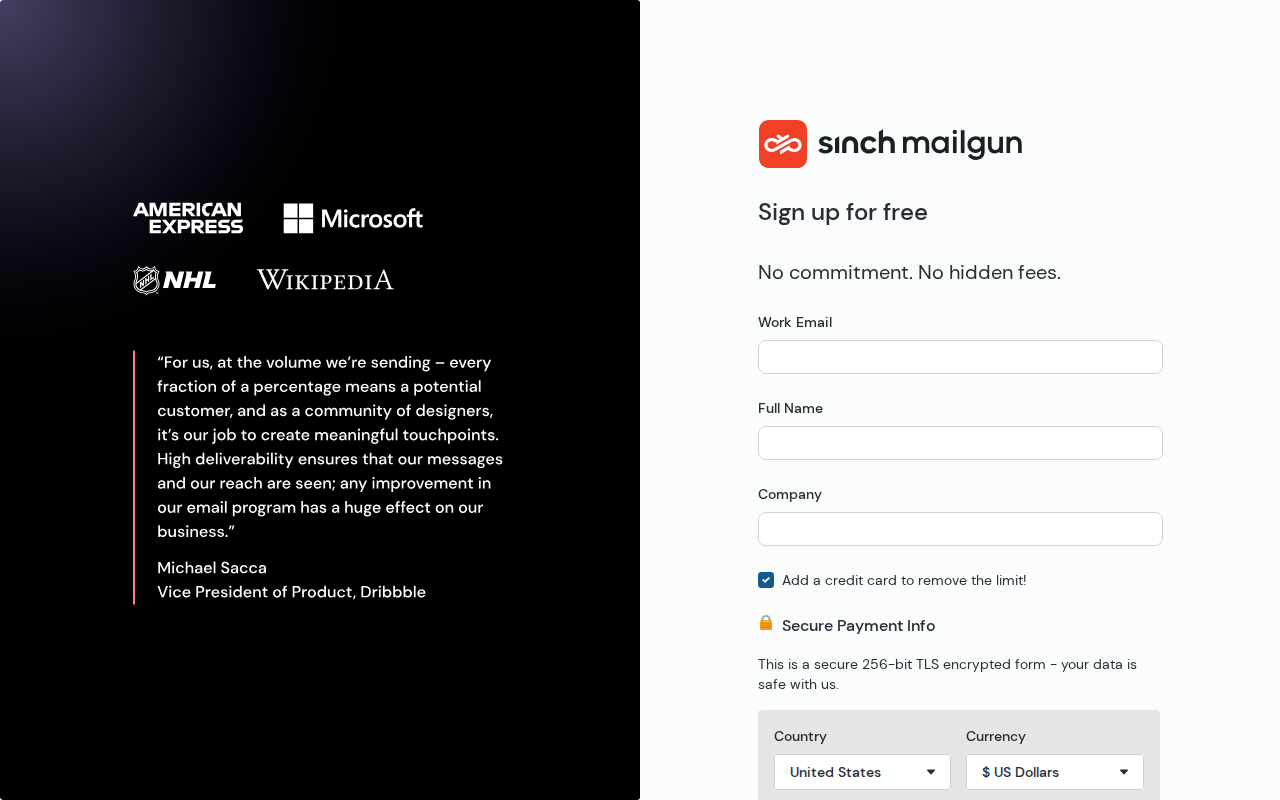 AMERICAN
EXPRESS
Microsoft
NHL
NHL
WIKIPEDIA
“For us, at the volume we’re sending – every
fraction of a percentage means a potential
customer, and as a community of designers,
it’s our job to create meaningful touchpoints.
High deliverability ensures that our messages
and our reach are seen; any improvement in
our email program has a huge effect on our
business.”
Michael Sacca
Vice President of Product, Dribbble
sinch mailgun
Sign up for free
No commitment. No hidden fees.
Work Email
Full Name
Company
Add a credit card to remove the limit!
Secure Payment Info
This is a secure 256-bit TLS encrypted form - your data is
safe with us.
Country Currency
United States $ US Dollars